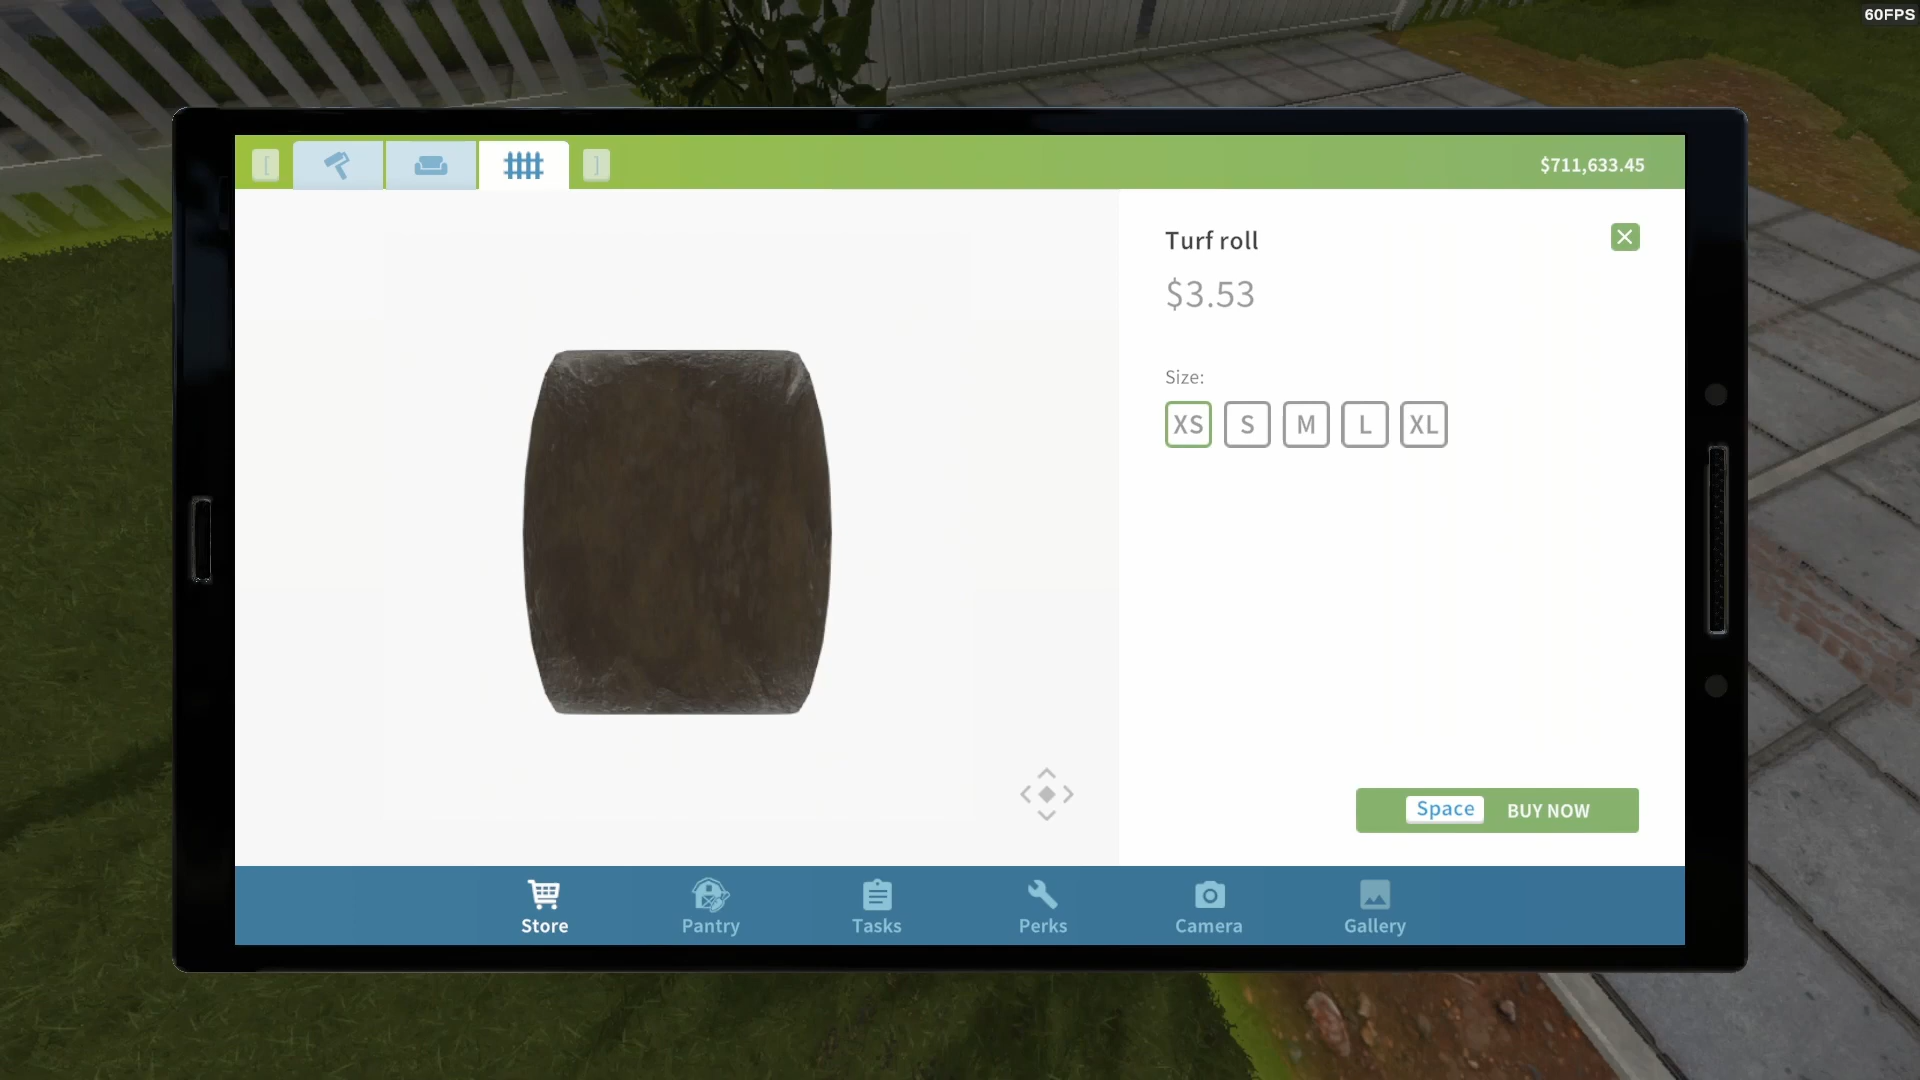 60FPS
[
]
$711,633.45
Turf roll
$3.53
Size:
XS S M L XL
Space BUY NOW
Store Pantry Tasks Perks Camera Gallery